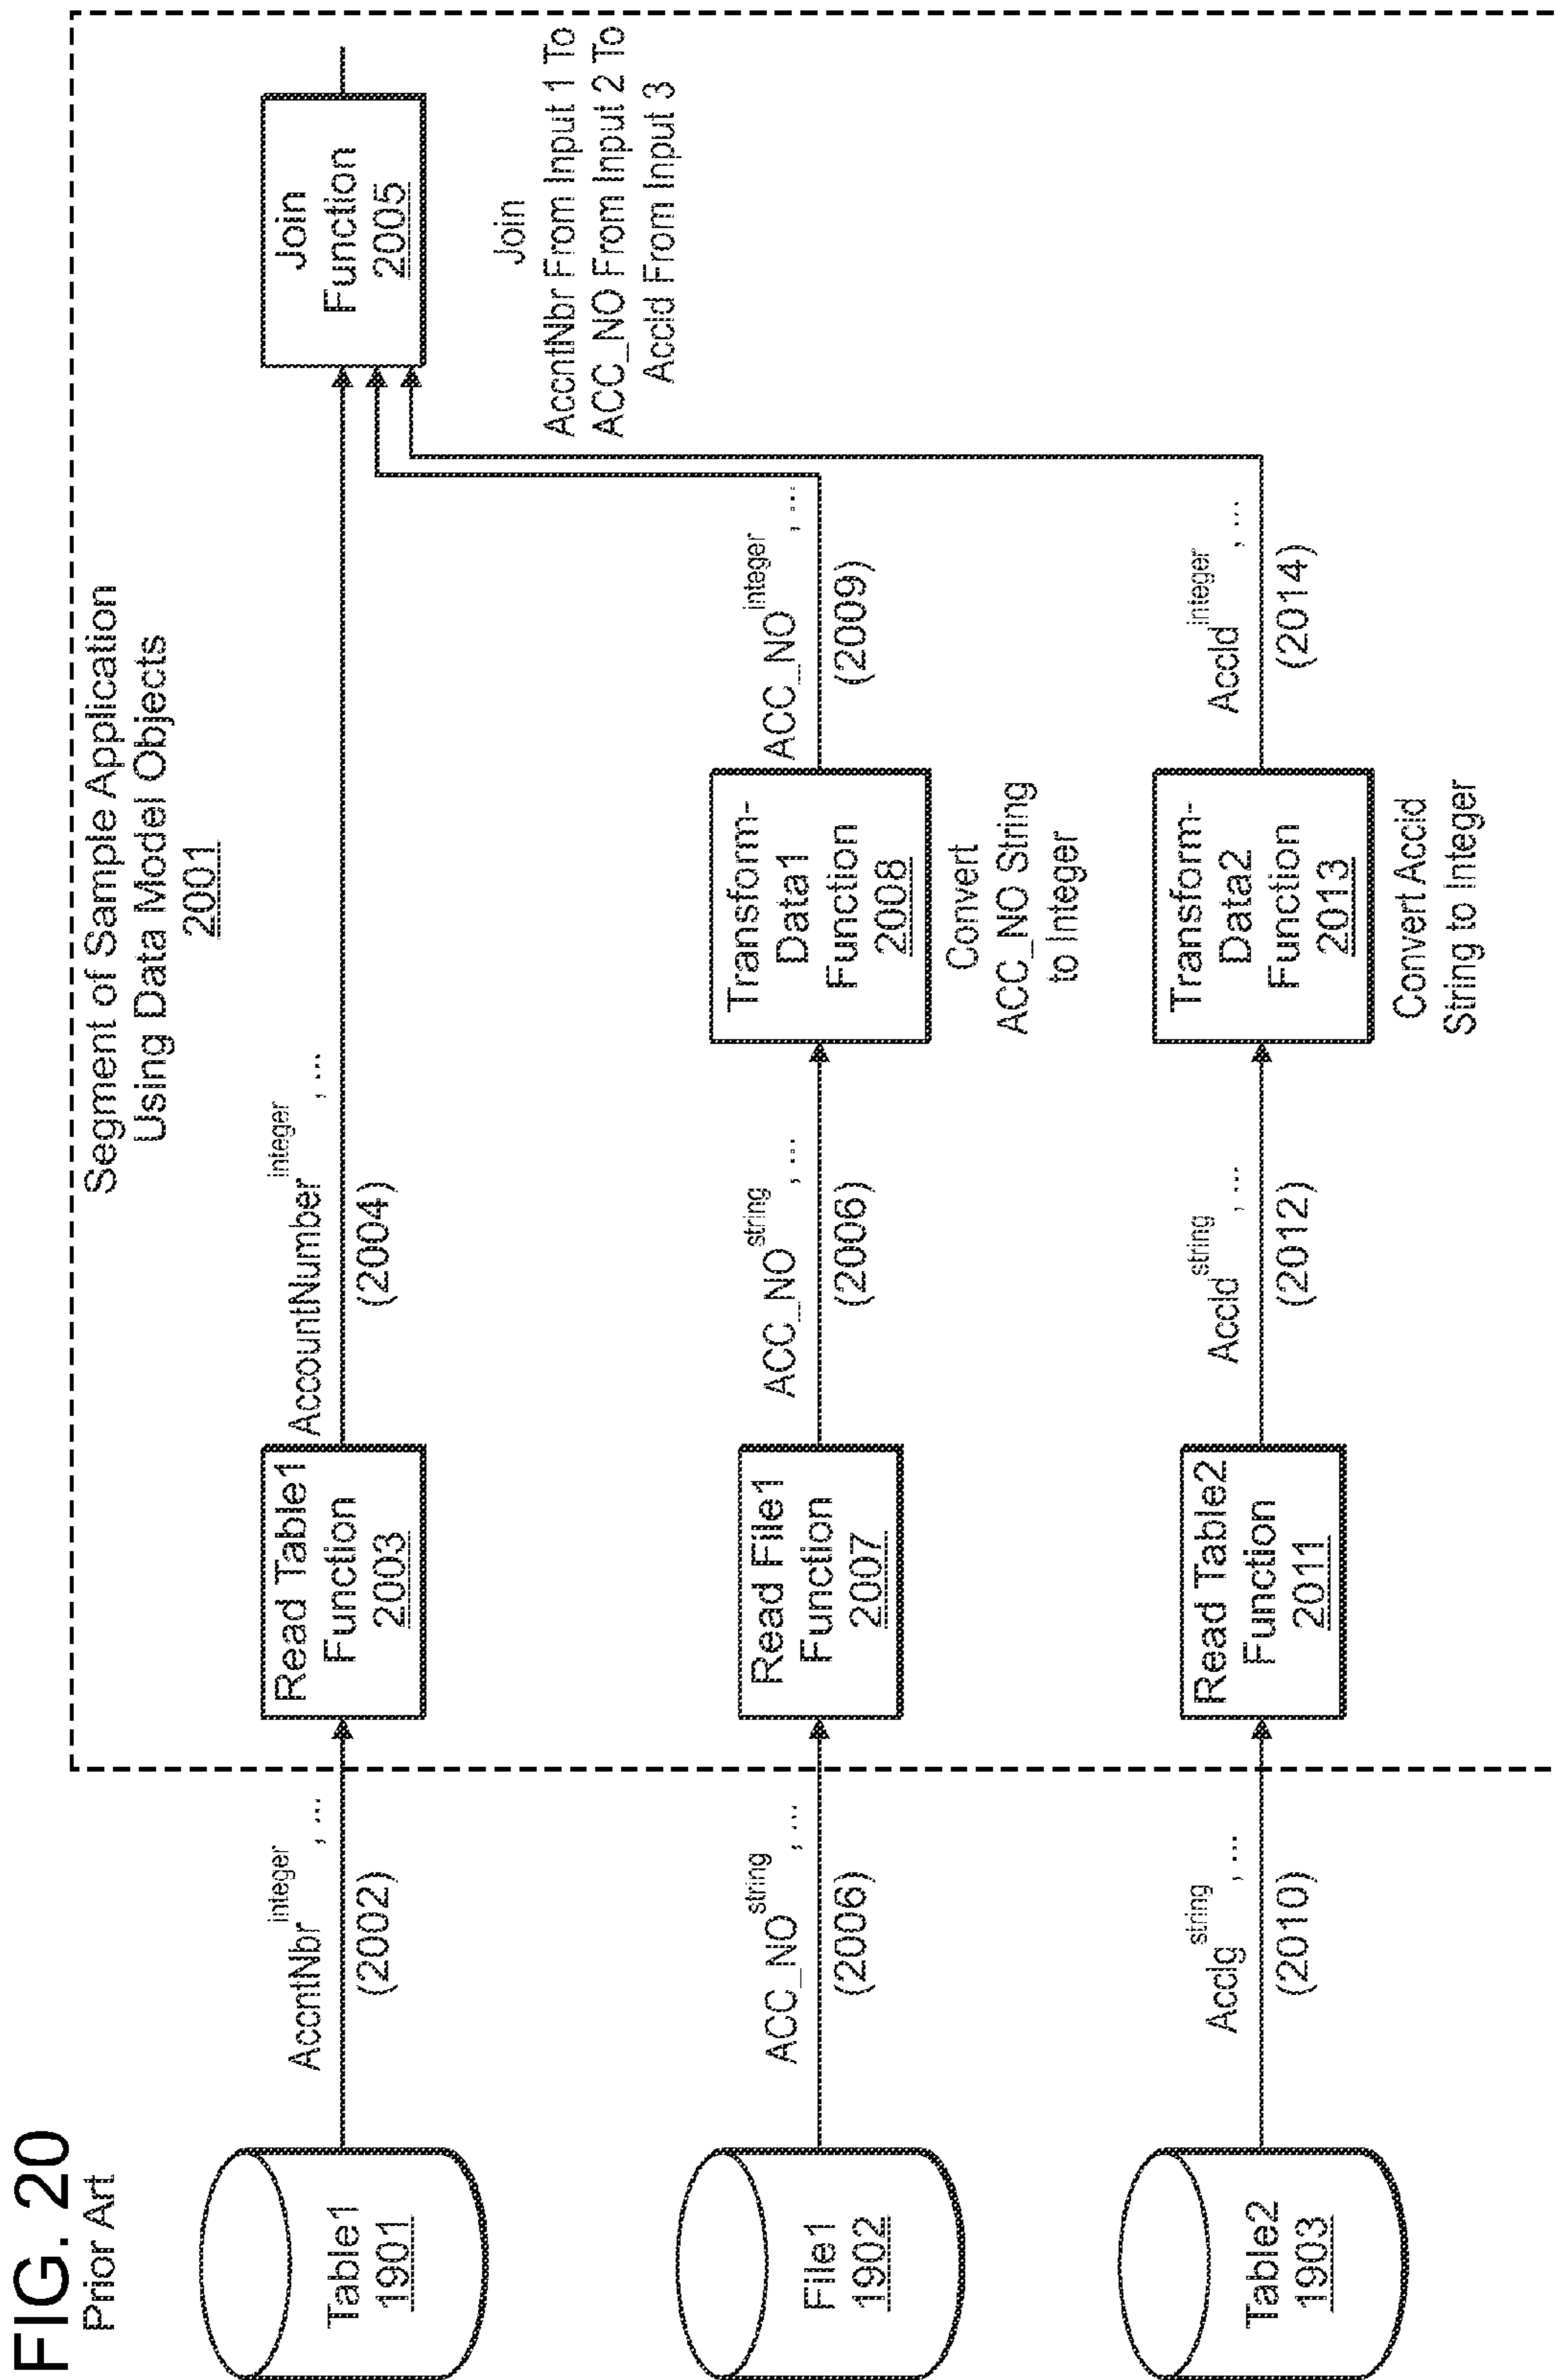 FIG. 20
Prior Art
Segment of Sample Application
Using Data Model Objects
2001
Table1
1901
AccntNbr^integer , ...
(2002)
Read Table1
Function
2003
AccountNumber^integer , ...
(2004)
Join
Function
2005
Join
AccntNbr From Input 1 To
ACC_NO From Input 2 To
AccId From Input 3
File1
1902
ACC_NO^string , ...
(2006)
Read File1
Function
2007
ACC_NO^string , ...
(2006)
Transform-
Data1
Function
2008
Convert
ACC_NO String
to Integer
ACC_NO^integer , ...
(2009)
Table2
1903
AccIg^string , ...
(2010)
Read Table2
Function
2011
AccId^string , ...
(2012)
Transform-
Data2
Function
2013
Convert Accid
String to Integer
AccId^integer , ...
(2014)